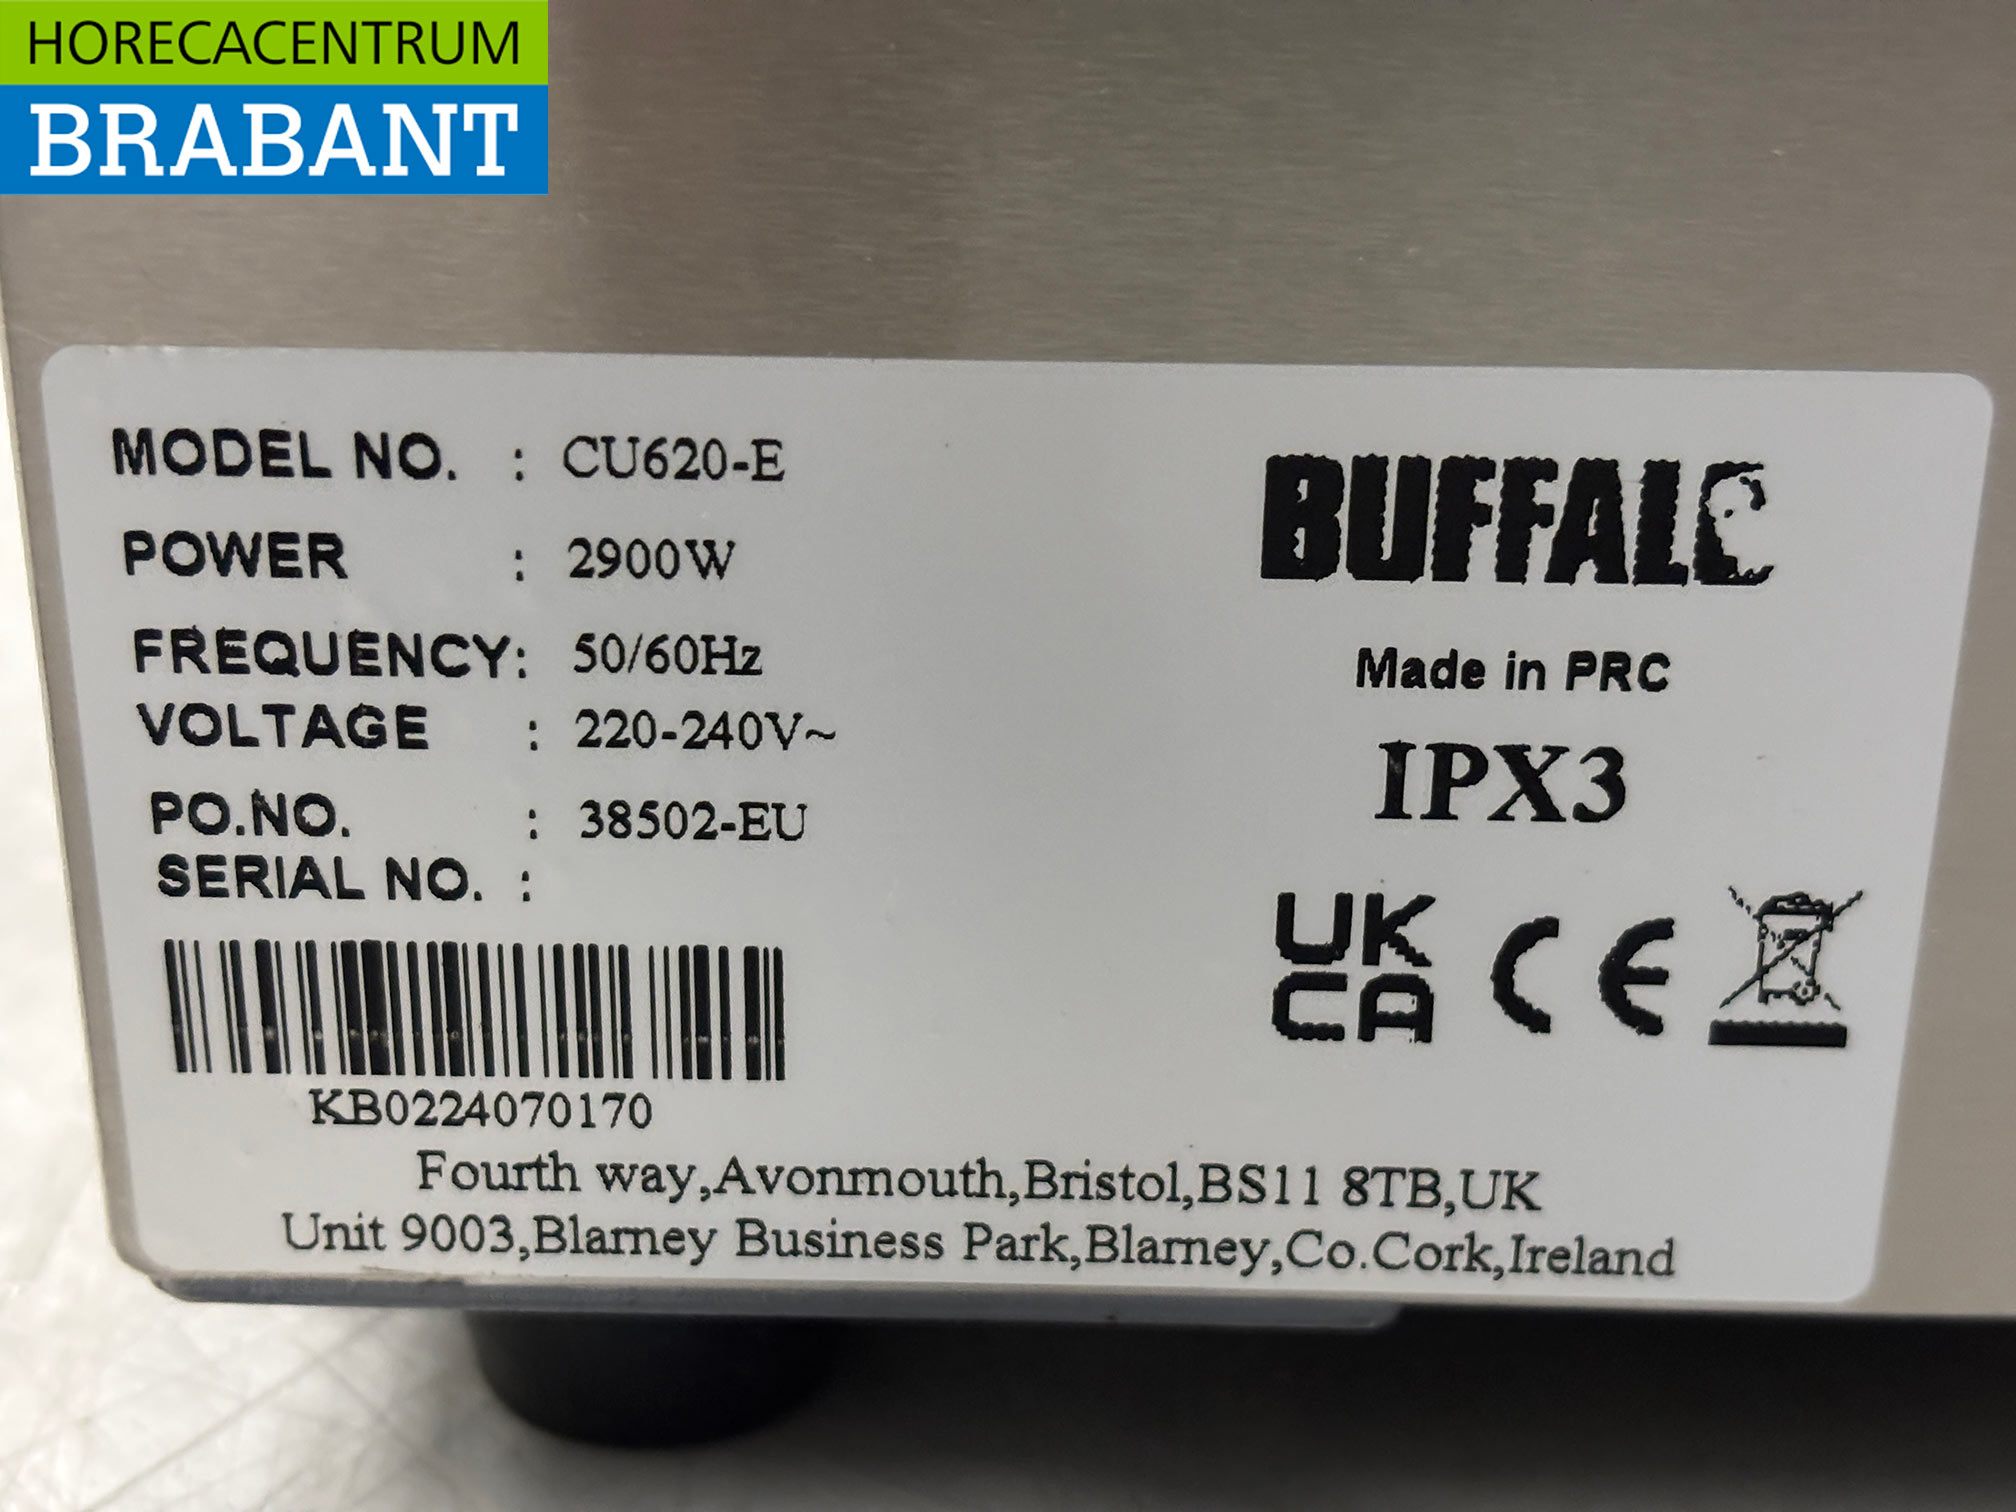 HORECACENTRUM
BRABANT
MODEL NO. : CU620-E
POWER : 2900W
FREQUENCY: 50/60Hz
VOLTAGE : 220-240V~
PO.NO. : 38502-EU
SERIAL NO. :
KB0224070170
BUFFALO
Made in PRC
IPX3
UK
CA
CE
Fourth way,Avonmouth,Bristol,BS11 8TB,UK
Unit 9003,Blarney Business Park,Blarney,Co.Cork,Ireland